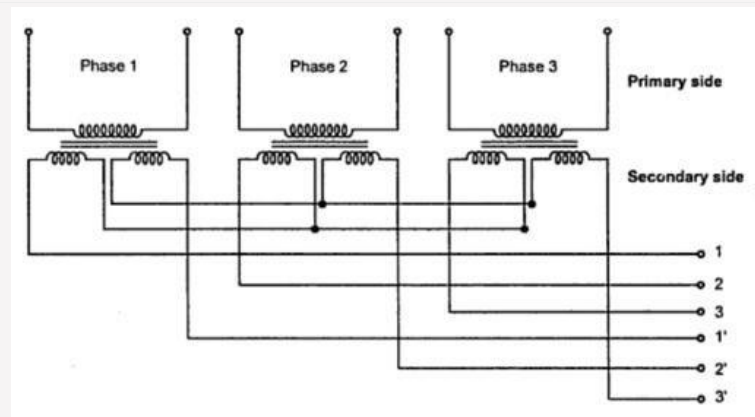 Phase 1
Phase 2
Phase 3
Primary side
Secondary side
1
2
3
1'
2'
3'